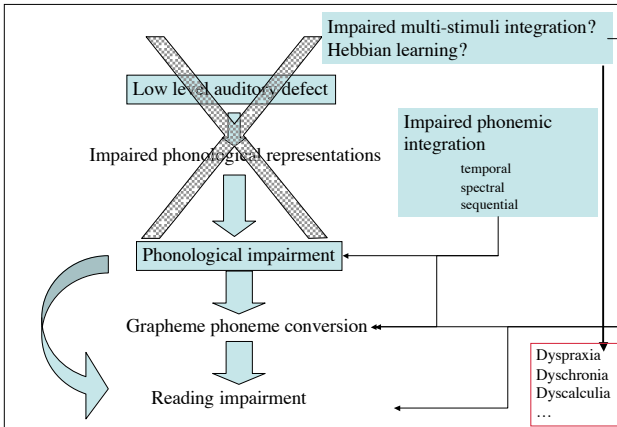 Impaired multi-stimuli integration?
Hebbian learning?
Low level auditory defect
Impaired phonemic
integration
temporal
spectral
sequential
Impaired phonological representations
Phonological impairment
Grapheme phoneme conversion
Reading impairment
Dyspraxia
Dyschronia
Dyscalculia
…